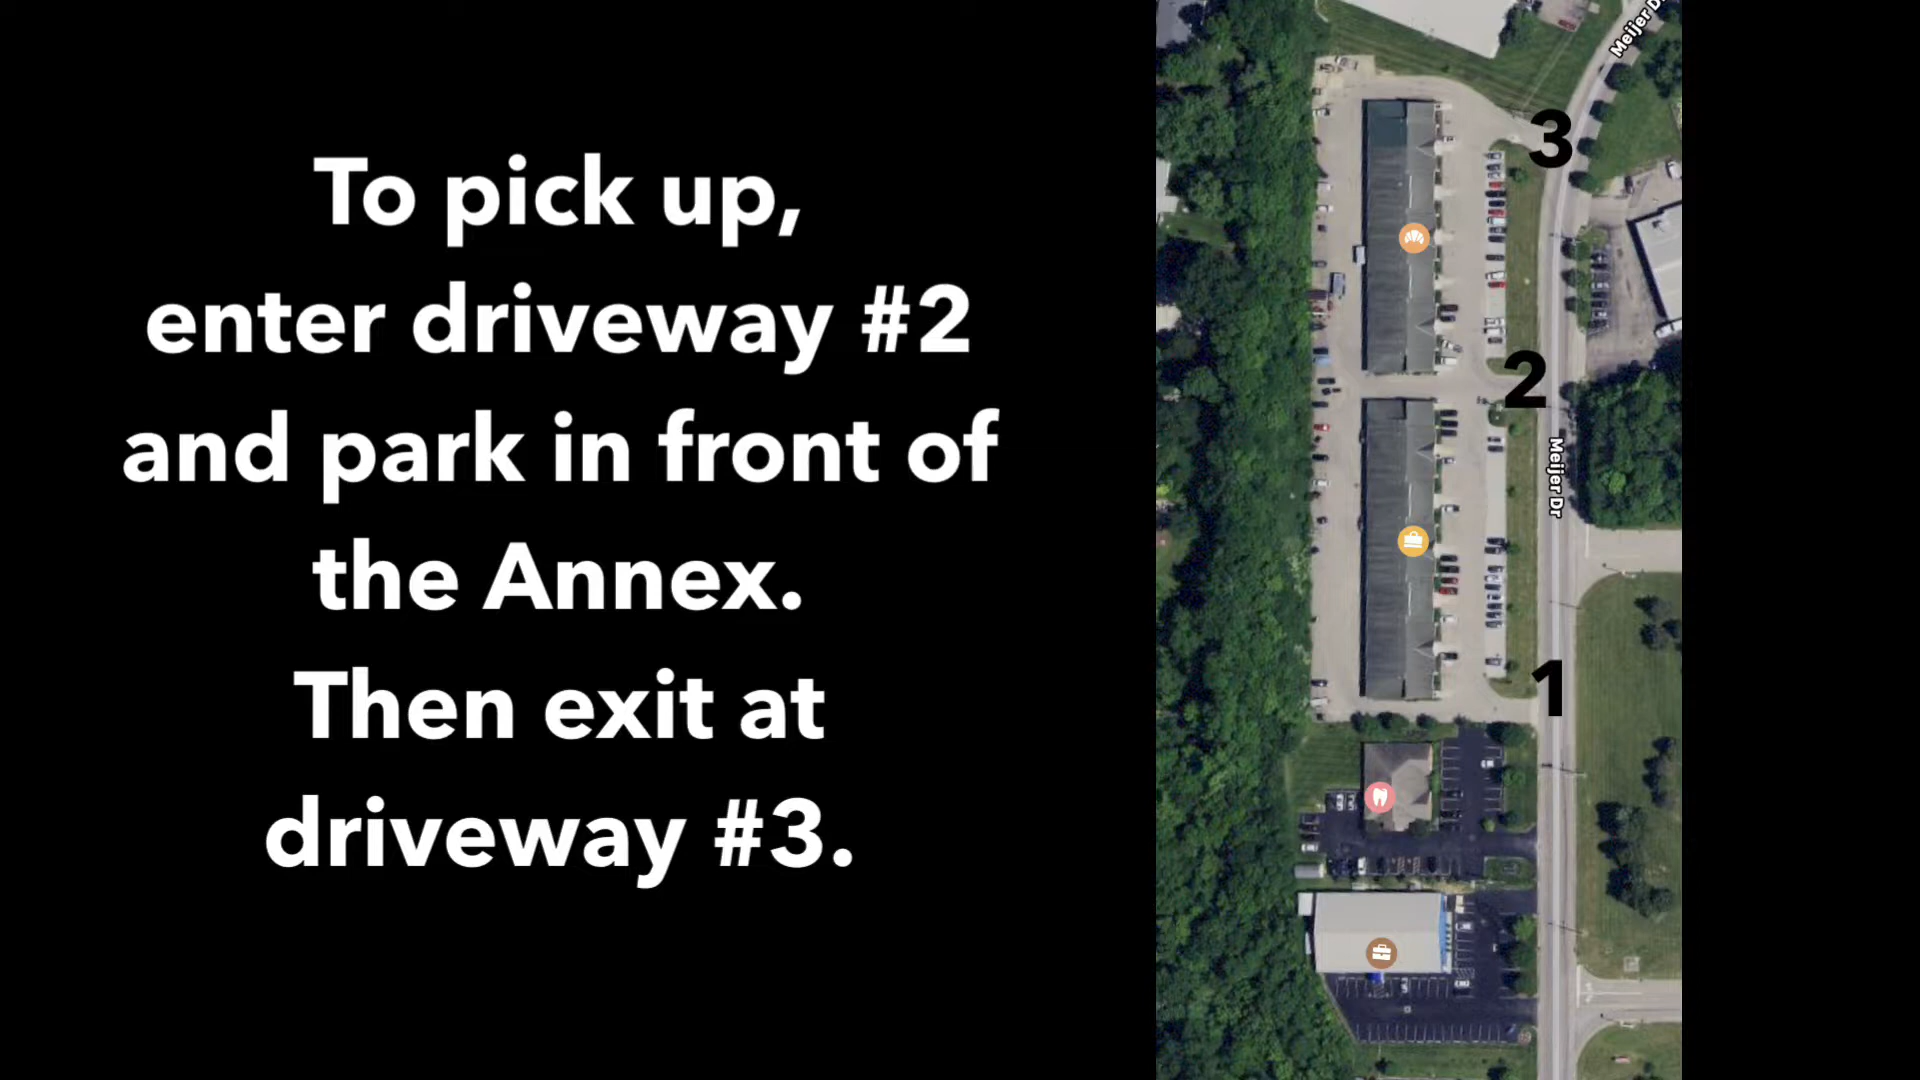 To pick up,
enter driveway #2
and park in front of
the Annex.
Then exit at
driveway #3.
Meijer D
3
2
Meijer Dr
1